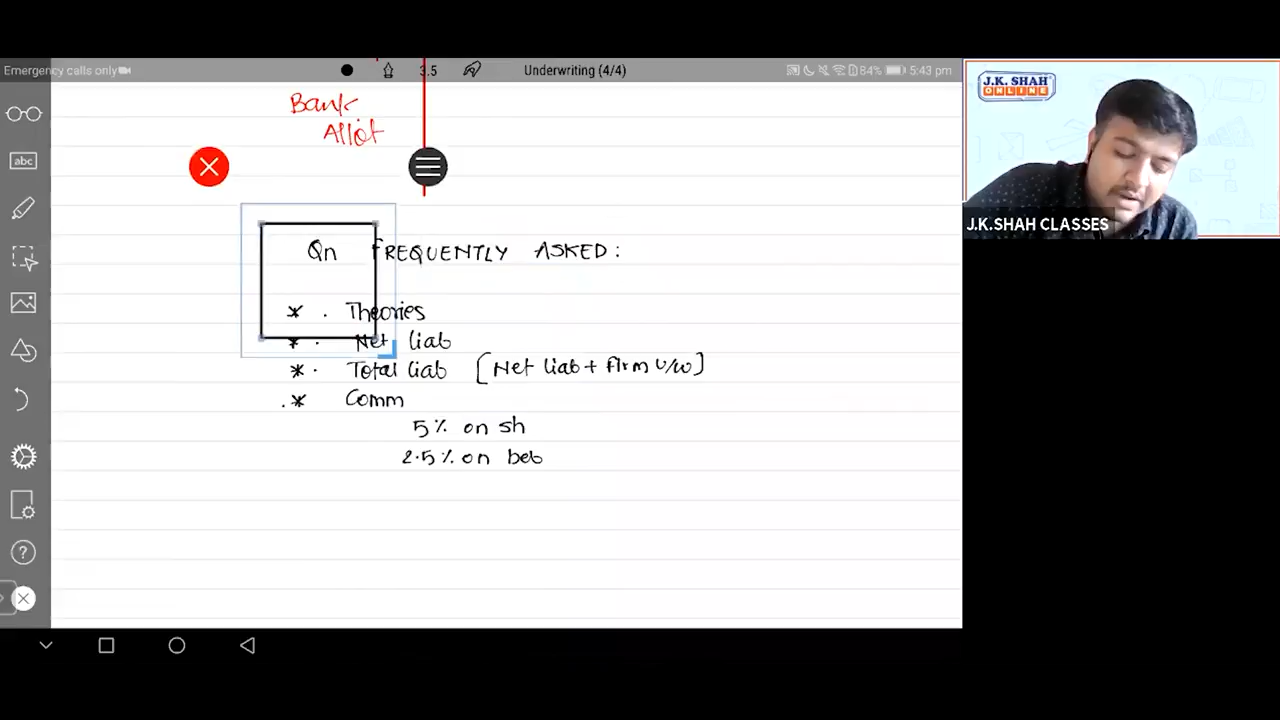 Emergency calls only
3.5
Underwriting (4/4)
84%
5:43 pm
J.K. SHAH
ONLINE
Bank
Allot
abc
J.K.SHAH CLASSES
Qn FREQUENTLY ASKED:
* . Theories
* . Net liab
* . Total liab [Net liab + firm U/W]
. * Comm
5% on sh
2.5% on Deb
?